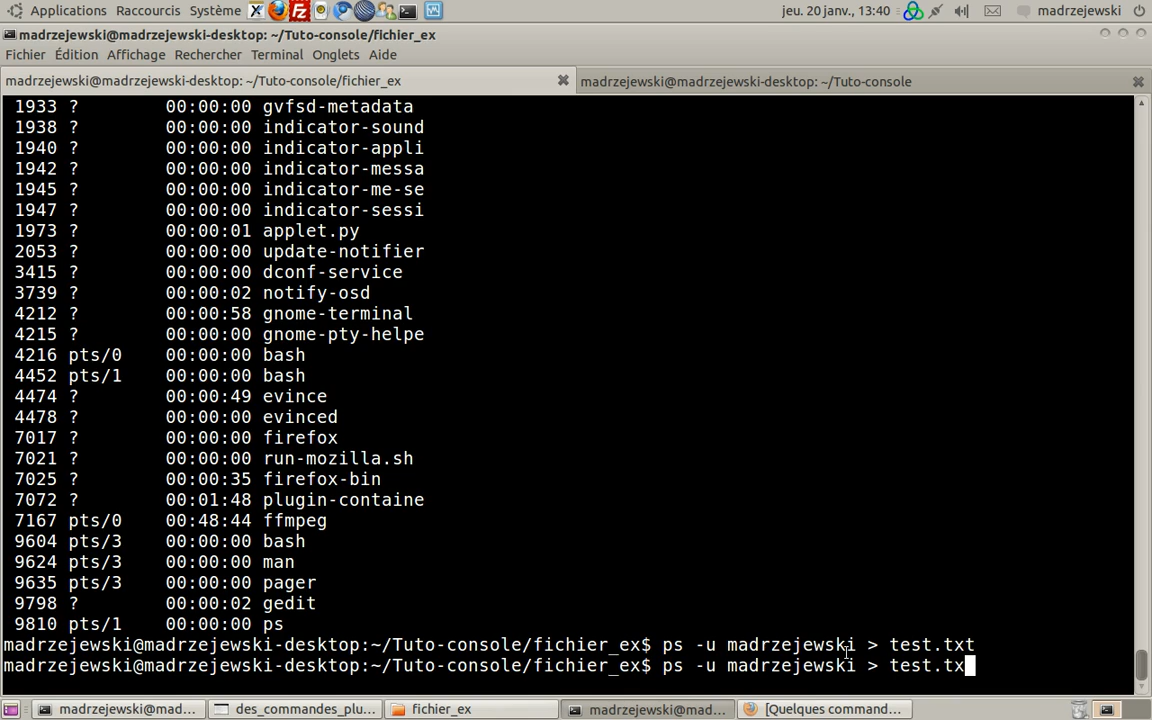 Applications Raccourcis Système jeu. 20 janv., 13:40 madrzejewski
madrzejewski@madrzejewski-desktop: ~/Tuto-console/fichier_ex
Fichier Édition Affichage Rechercher Terminal Onglets Aide
madrzejewski@madrzejewski-desktop: ~/Tuto-console/fichier_ex madrzejewski@madrzejewski-desktop: ~/Tuto-console
1933 ? 00:00:00 gvfsd-metadata
1938 ? 00:00:00 indicator-sound
1940 ? 00:00:00 indicator-appli
1942 ? 00:00:00 indicator-messa
1945 ? 00:00:00 indicator-me-se
1947 ? 00:00:00 indicator-sessi
1973 ? 00:00:01 applet.py
2053 ? 00:00:00 update-notifier
3415 ? 00:00:00 dconf-service
3739 ? 00:00:02 notify-osd
4212 ? 00:00:58 gnome-terminal
4215 ? 00:00:00 gnome-pty-helpe
4216 pts/0 00:00:00 bash
4452 pts/1 00:00:00 bash
4474 ? 00:00:49 evince
4478 ? 00:00:00 evinced
7017 ? 00:00:00 firefox
7021 ? 00:00:00 run-mozilla.sh
7025 ? 00:00:35 firefox-bin
7072 ? 00:01:48 plugin-containe
7167 pts/0 00:48:44 ffmpeg
9604 pts/3 00:00:00 bash
9624 pts/3 00:00:00 man
9635 pts/3 00:00:00 pager
9798 ? 00:00:02 gedit
9810 pts/1 00:00:00 ps
madrzejewski@madrzejewski-desktop:~/Tuto-console/fichier_ex$ ps -u madrzejewski > test.txt
madrzejewski@madrzejewski-desktop:~/Tuto-console/fichier_ex$ ps -u madrzejewski > test.tx
madrzejewski@mad... des_commandes_plu... fichier_ex madrzejewski@mad... [Quelques command...